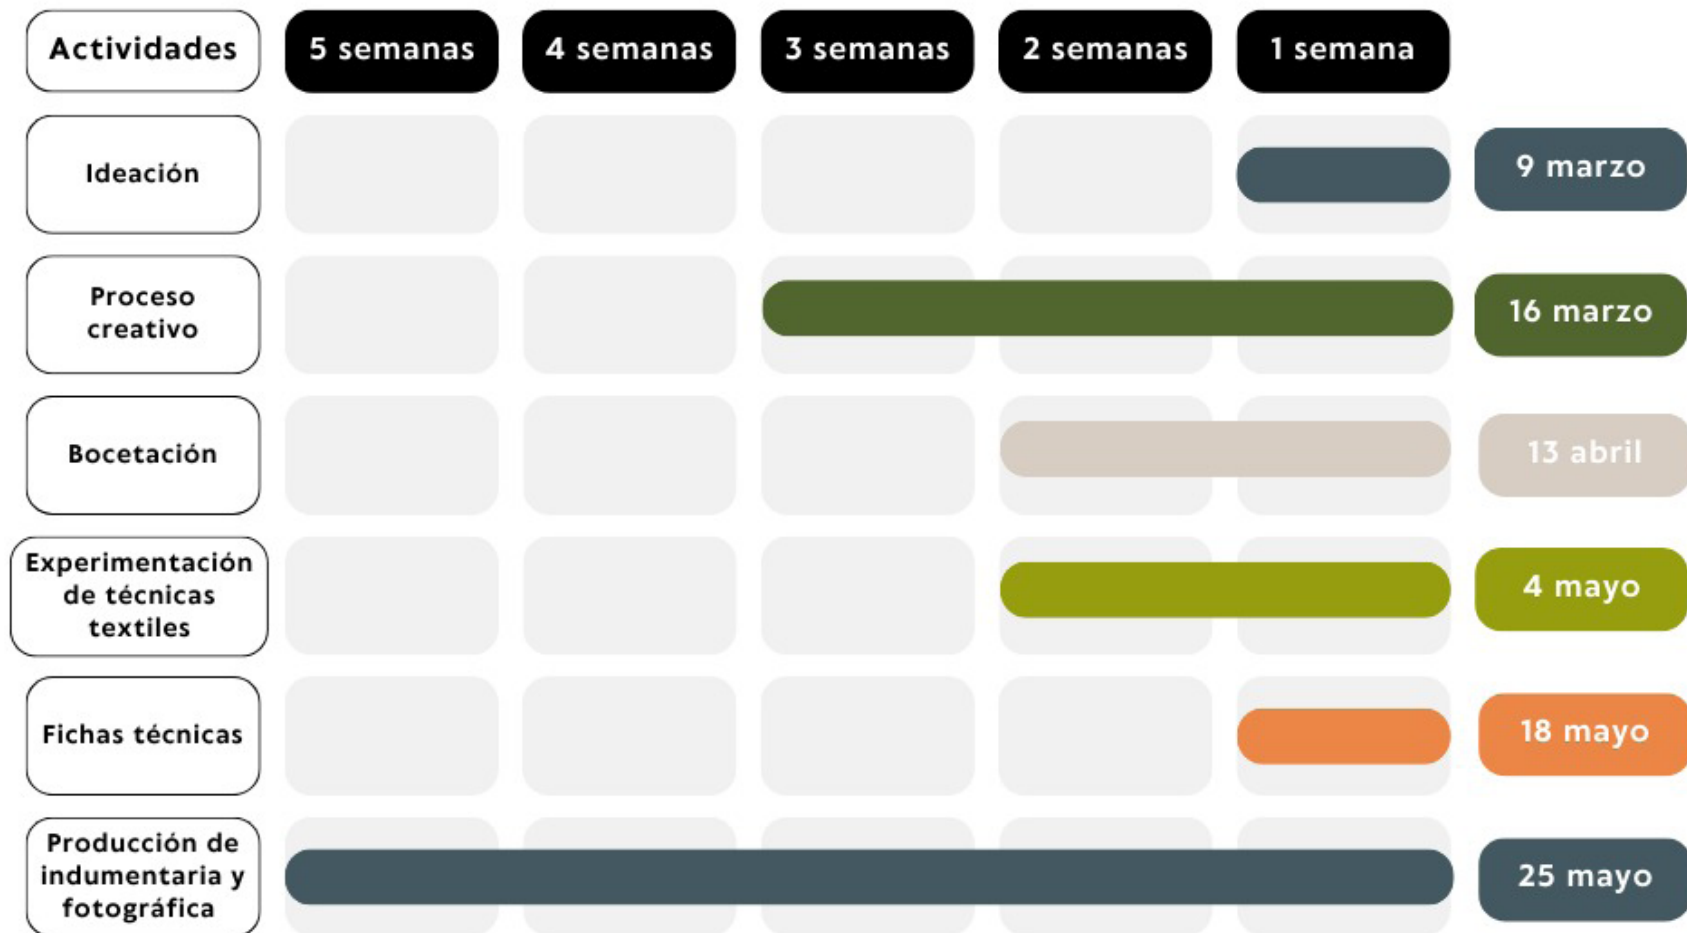 Actividades
5 semanas
4 semanas
3 semanas
2 semanas
1 semana
Ideación
9 marzo
Proceso
creativo
16 marzo
Bocetación
13 abril
Experimentación
de técnicas
textiles
4 mayo
Fichas técnicas
18 mayo
Producción de
indumentaria y
fotográfica
25 mayo